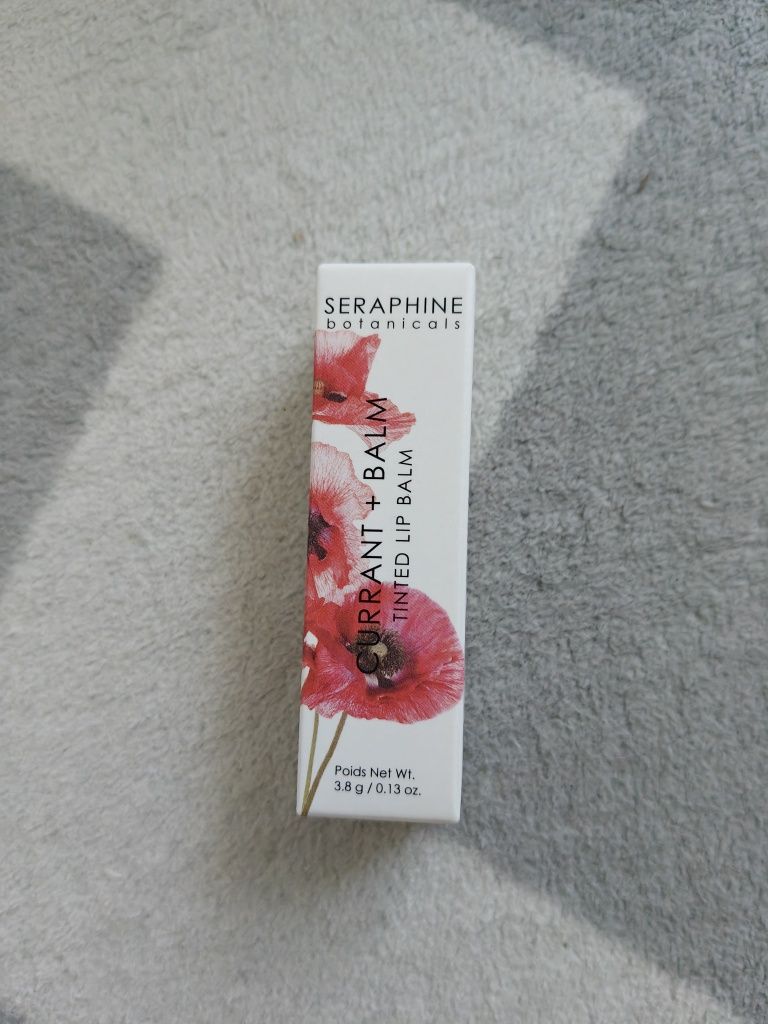 SERAPHINE
botanicals
CURRANT + BALM
TINTED LIP BALM
Poids Net Wt.
3.8 g / 0.13 oz.